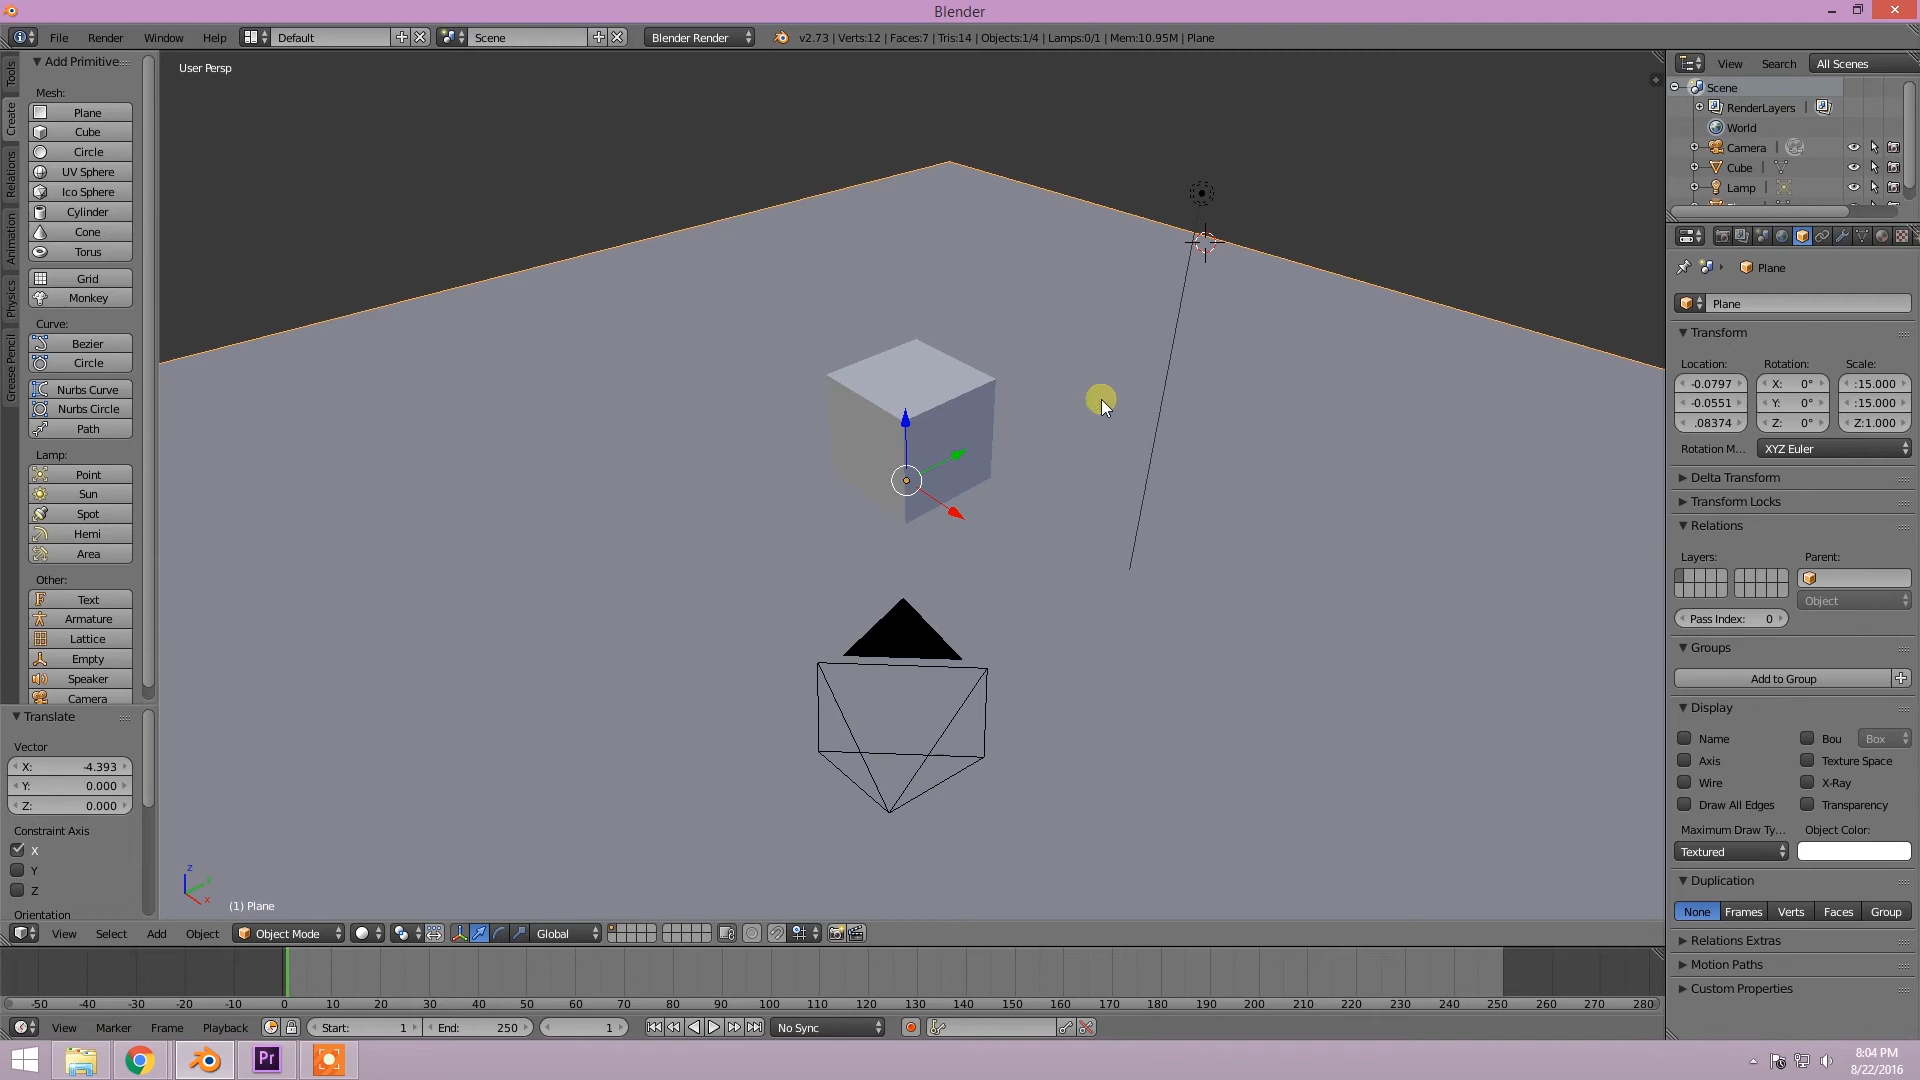 Blender
File Render Window Help Default Scene Blender Render v2.73 | Verts:12 | Faces:7 | Tris:14 | Objects:1/4 | Lamps:0/1 | Mem:10.95M | Plane
Tools
Create
Relations
Animation
Physics
Grease Pencil
Add Primitive
Mesh:
Plane
Cube
Circle
UV Sphere
Ico Sphere
Cylinder
Cone
Torus
Grid
Monkey
Curve:
Bezier
Circle
Nurbs Curve
Nurbs Circle
Path
Lamp:
Point
Sun
Spot
Hemi
Area
Other:
Text
Armature
Lattice
Empty
Speaker
Camera
Translate
Vector
X: -4.393
Y: 0.000
Z: 0.000
Constraint Axis
X
Y
Z
Orientation
User Persp
z
y
x
(1) Plane
View Select Add Object Object Mode Global
-50 -40 -30 -20 -10 0 10 20 30 40 50 60 70 80 90 100 110 120 130 140 150 160 170 180 190 200 210 220 230 240 250 260 270 280
View Marker Frame Playback Start: 1 End: 250 1 No Sync
View Search All Scenes
Scene
RenderLayers |
World
Camera |
Cube |
Lamp |
Plane
Plane
Transform
Location: Rotation: Scale:
-0.0797 X: 0° :15.000
-0.0551 Y: 0° :15.000
.08374 Z: 0° Z:1.000
Rotation M... XYZ Euler
Delta Transform
Transform Locks
Relations
Layers: Parent:
Object
Pass Index: 0
Groups
Add to Group
Display
Name Bou Box
Axis Texture Space
Wire X-Ray
Draw All Edges Transparency
Maximum Draw Ty... Object Color:
Textured
Duplication
None Frames Verts Faces Group
Relations Extras
Motion Paths
Custom Properties
Pr
8:04 PM
8/22/2016